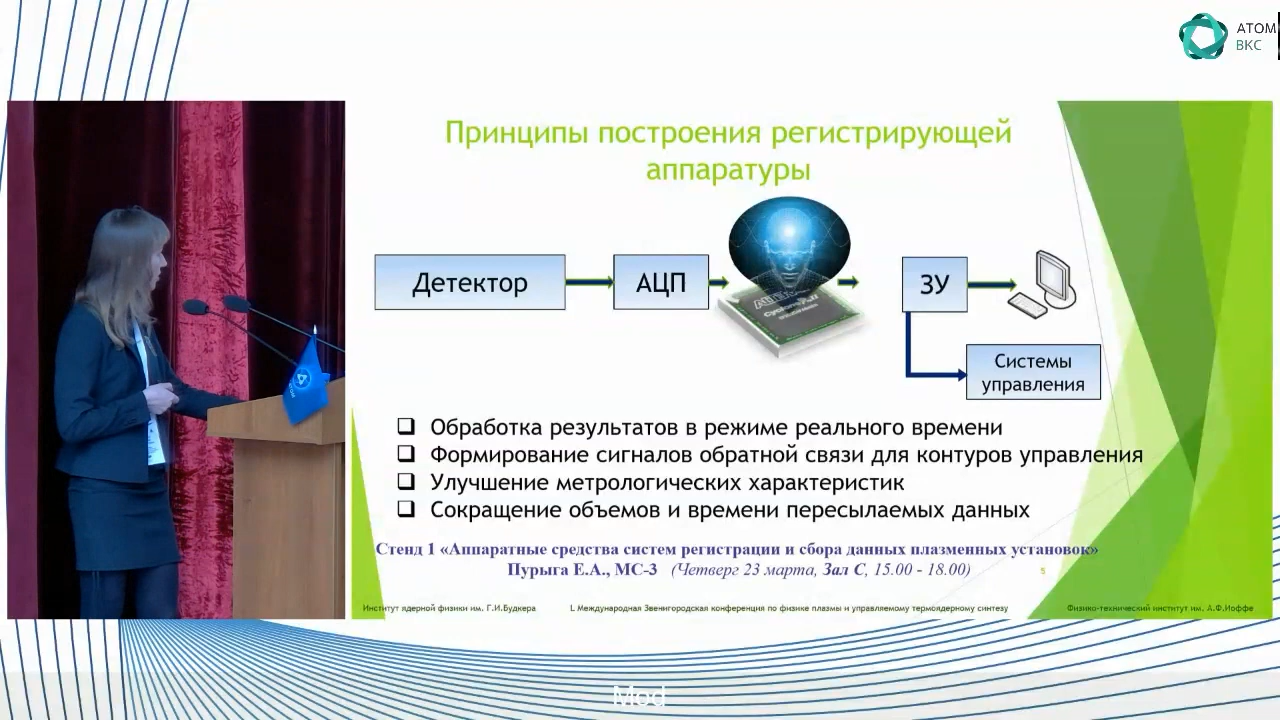 АТОМ
ВКС
Принципы построения регистрирующей
аппаратуры
Детектор
АЦП
ЗУ
Системы
управления
Обработка результатов в режиме реального времени
Формирование сигналов обратной связи для контуров управления
Улучшение метрологических характеристик
Сокращение объемов и времени пересылаемых данных
Стенд 1 «Аппаратные средства систем регистрации и сбора данных плазменных установок»
Пурыга Е.А., МС-3 (Четверг 23 марта, Зал С, 15.00 - 18.00)
5
Институт ядерной физики им. Г.И.Будкера
L Международная Звенигородская конференция по физике плазмы и управляемому термоядерному синтезу
Физико-технический институт им. А.Ф.Иоффе
Mod